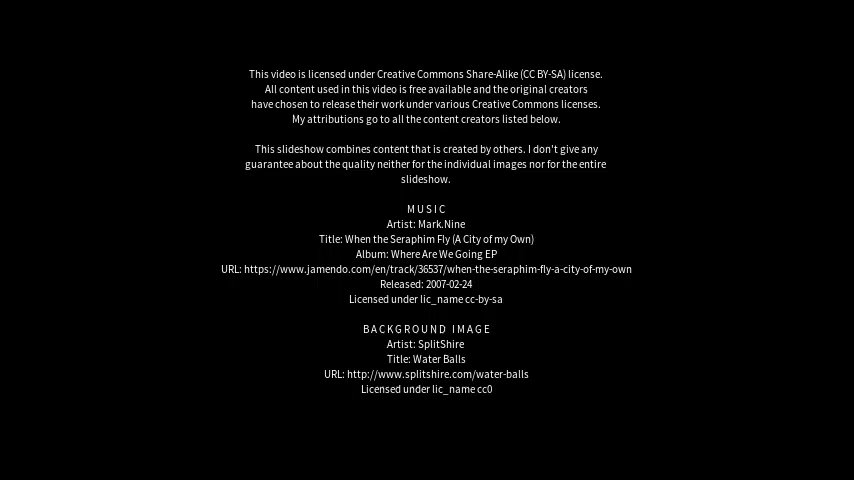 This video is licensed under Creative Commons Share-Alike (CC BY-SA) license.
All content used in this video is free available and the original creators
have chosen to release their work under various Creative Commons licenses.
My attributions go to all the content creators listed below.
This slideshow combines content that is created by others. I don't give any
guarantee about the quality neither for the individual images nor for the entire
slideshow.
MUSIC
Artist: Mark.Nine
Title: When the Seraphim Fly (A City of my Own)
Album: Where Are We Going EP
URL: https://www.jamendo.com/en/track/36537/when-the-seraphim-fly-a-city-of-my-own
Released: 2007-02-24
Licensed under lic_name cc-by-sa
BACKGROUND IMAGE
Artist: SplitShire
Title: Water Balls
URL: http://www.splitshire.com/water-balls
Licensed under lic_name cc0